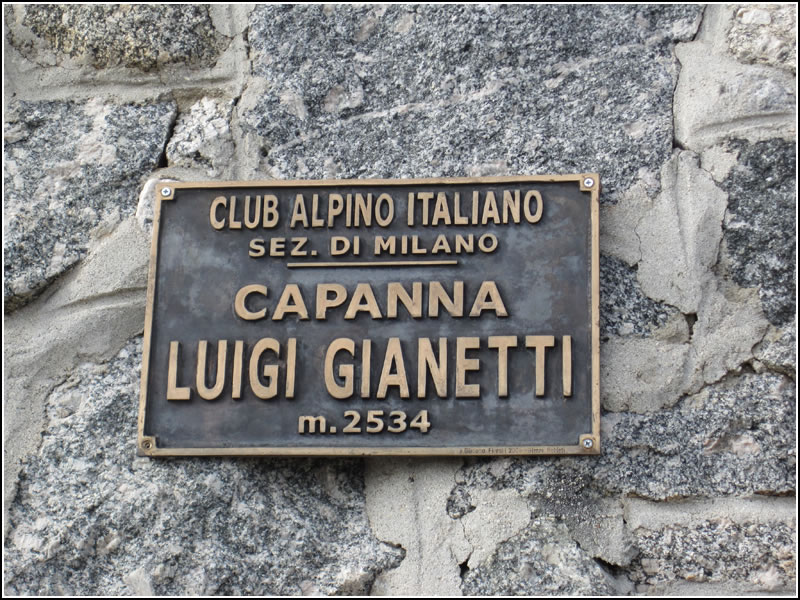 CLUB ALPINO ITALIANO
SEZ. DI MILANO
CAPANNA
LUIGI GIANETTI
m.2534